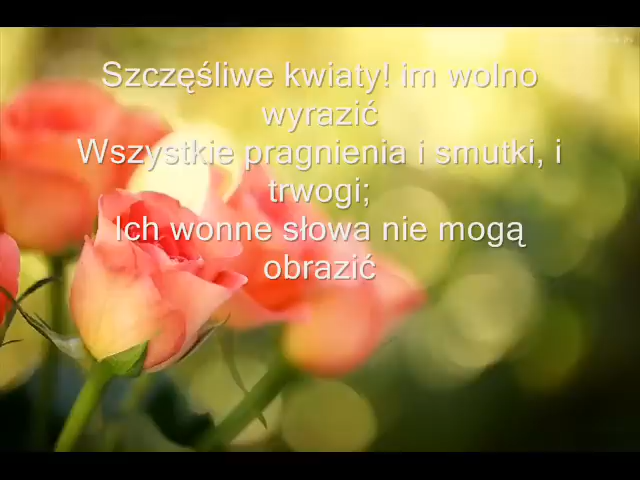 Szczęśliwe kwiaty! im wolno
wyrazić
Wszystkie pragnienia i smutki, i
trwogi;
Ich wonne słowa nie mogą
obrazić